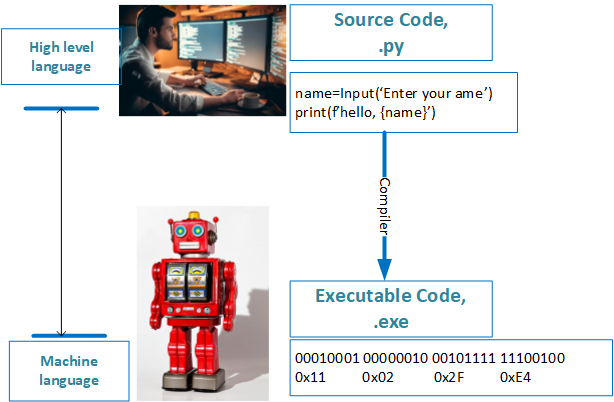 High level
language
Source Code,
.py
name=Input(‘Enter your ame’)
print(f’hello, {name}’)
Compiler
Executable Code,
.exe
Machine
language
00010001 00000010 00101111 11100100
0x11 0x02 0x2F 0xE4